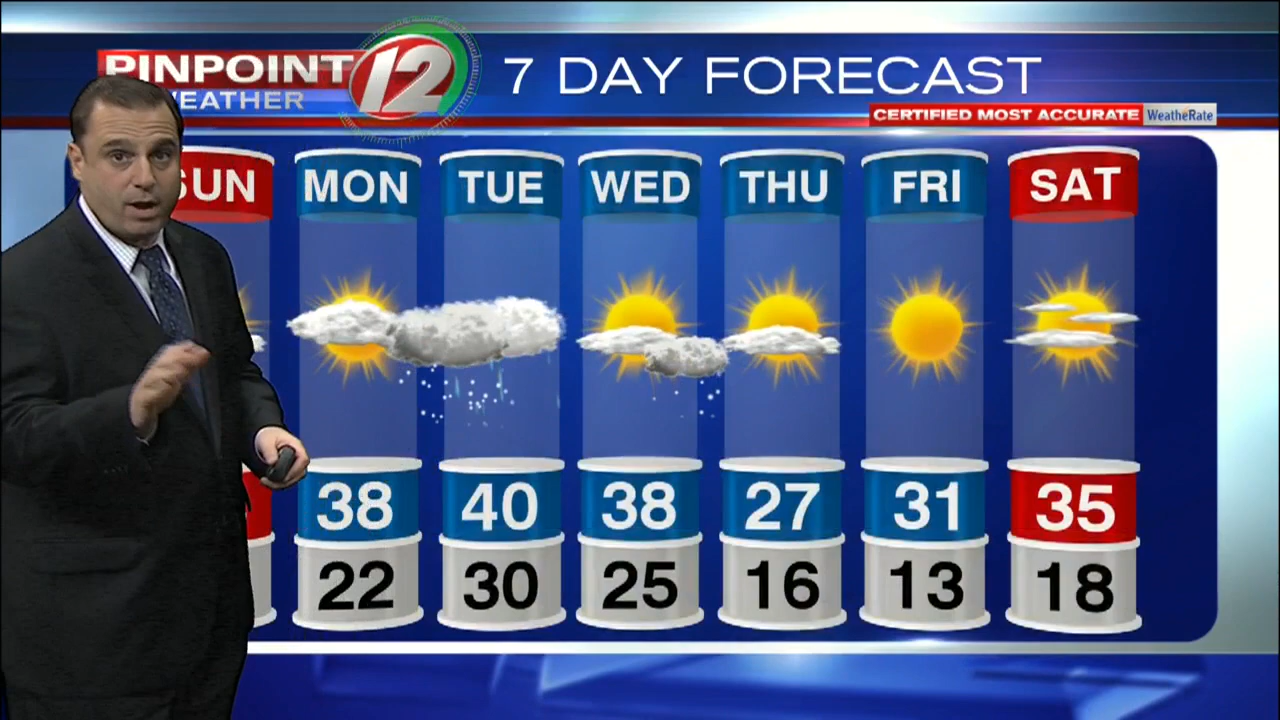 PINPOINT
WEATHER
12
7 DAY FORECAST
CERTIFIED MOST ACCURATE WeatheRate
SUN MON TUE WED THU FRI SAT
38 40 38 27 31 35
22 30 25 16 13 18